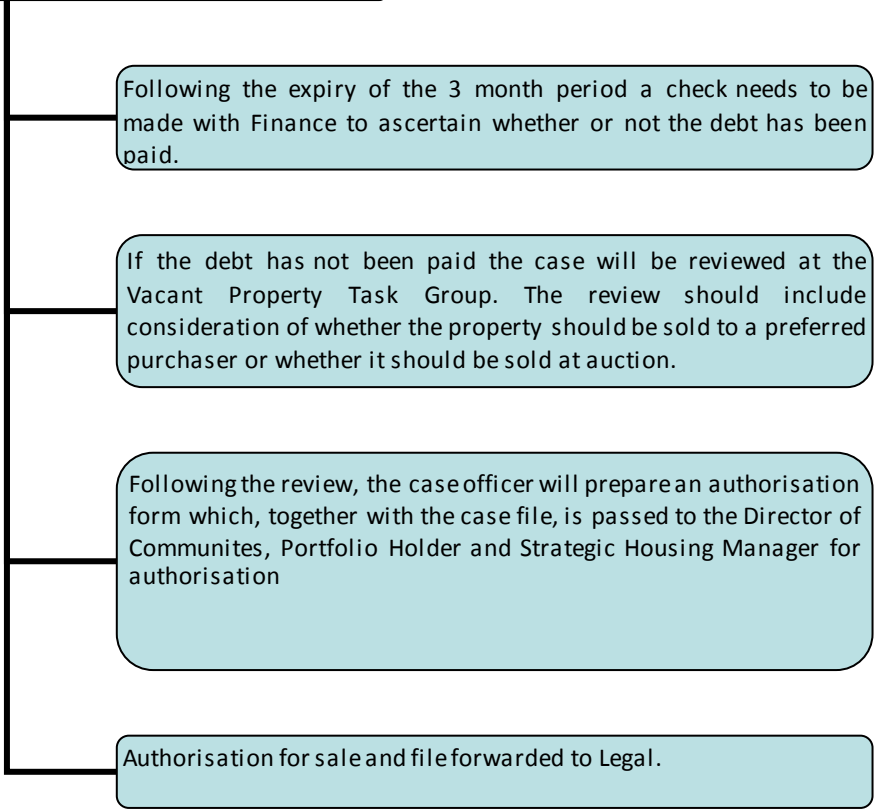 Following the expiry of the 3 month period a check needs to be
made with Finance to ascertain whether or not the debt has been
paid.
If the debt has not been paid the case will be reviewed at the
Vacant Property Task Group. The review should include
consideration of whether the property should be sold to a preferred
purchaser or whether it should be sold at auction.
Following the review, the case officer will prepare an authorisation
form which, together with the case file, is passed to the Director of
Communites, Portfolio Holder and Strategic Housing Manager for
authorisation
Authorisation for sale and file forwarded to Legal.